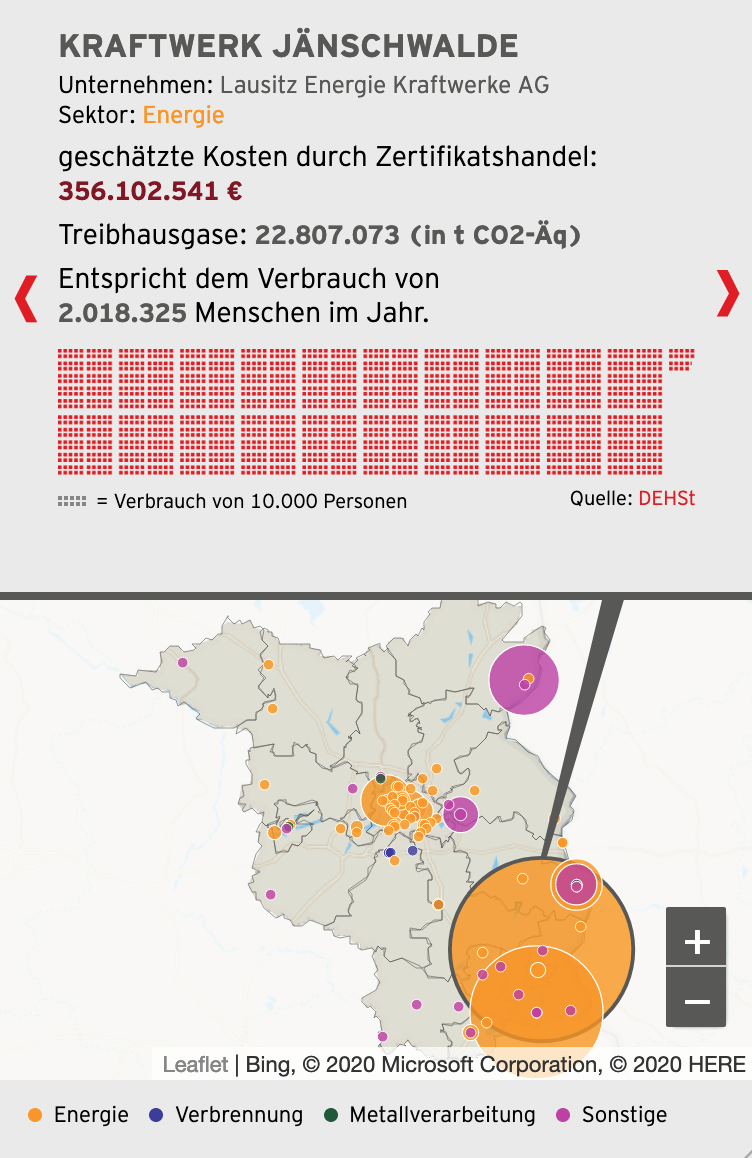 KRAFTWERK JÄNSCHWALDE
Unternehmen: Lausitz Energie Kraftwerke AG
Sektor: Energie
geschätzte Kosten durch Zertifikatshandel:
356.102.541 €
Treibhausgase: 22.807.073 (in t CO2-Äq)
Entspricht dem Verbrauch von
2.018.325 Menschen im Jahr.
= Verbrauch von 10.000 Personen
Quelle: DEHSt
+
−
Leaflet | Bing, © 2020 Microsoft Corporation, © 2020 HERE
Energie Verbrennung Metallverarbeitung Sonstige